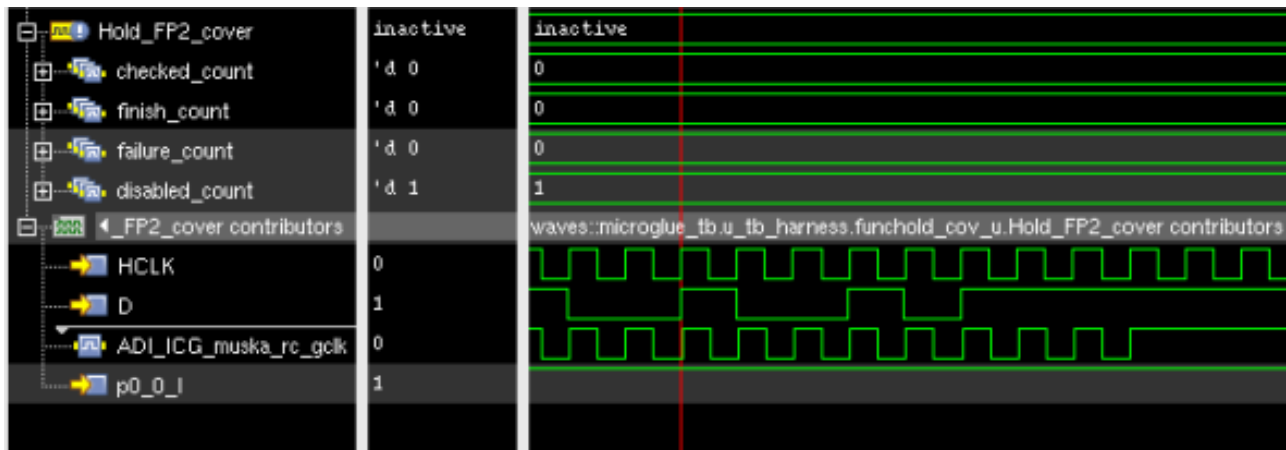 Hold_FP2_cover inactive inactive
checked_count 'd 0 0
finish_count 'd 0 0
failure_count 'd 0 0
disabled_count 'd 1 1
_FP2_cover contributors waves::microglue_tb.u_tb_harness.funchold_cov_u.Hold_FP2_cover contributors
HCLK 0
D 1
ADI_ICG_muska_rc_gclk 0
p0_0_I 1